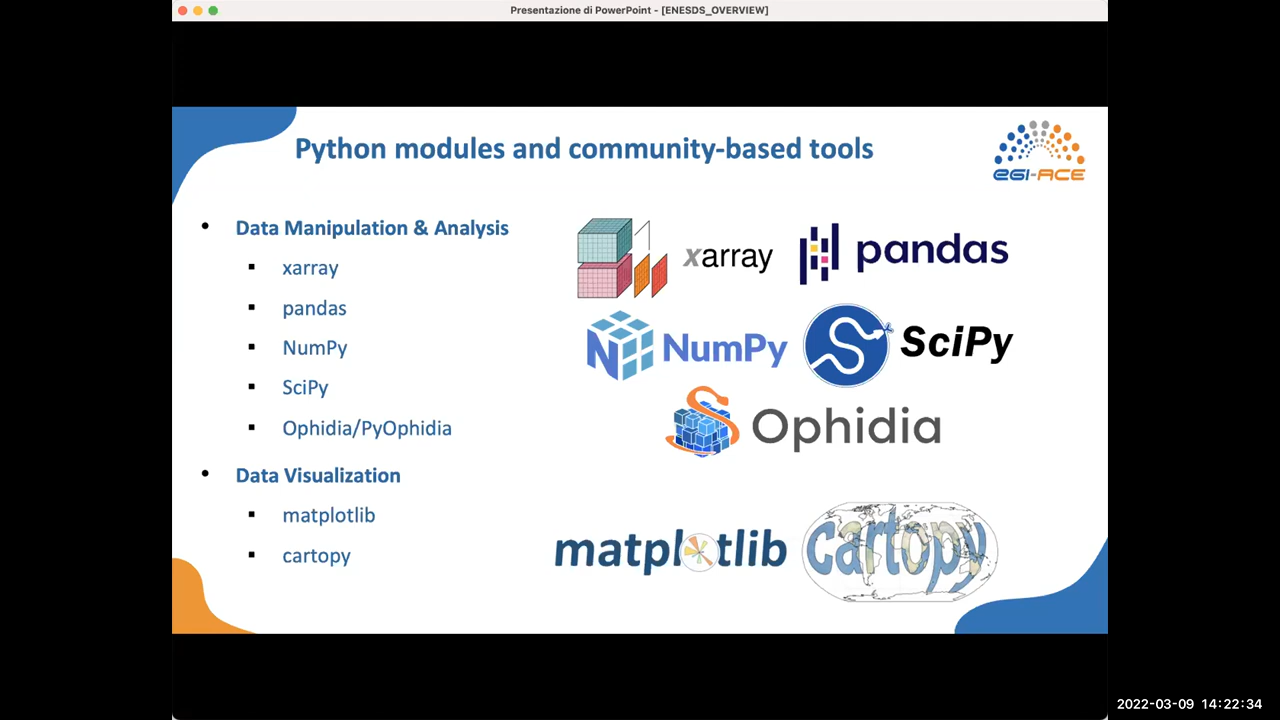 Presentazione di PowerPoint - [ENESDS_OVERVIEW]
Python modules and community-based tools
eGI-ACE
• Data Manipulation & Analysis
▪ xarray
▪ pandas
▪ NumPy
▪ SciPy
▪ Ophidia/PyOphidia
• Data Visualization
▪ matplotlib
▪ cartopy
xarray
pandas
NumPy
SciPy
Ophidia
matplotlib
cartopy
2022-03-09 14:22:34